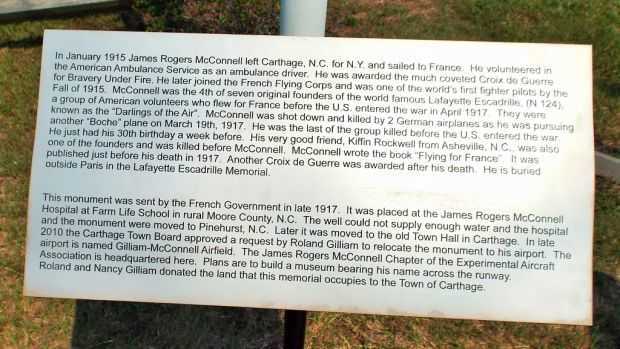 In January 1915 James Rogers McConnell left Carthage, N.C. for N.Y. and sailed to France. He volunteered in
the American Ambulance Service as an ambulance driver. He was awarded the much coveted Croix de Guerre
for Bravery Under Fire. He later joined the French Flying Corps and was one of the world's first fighter pilots by the
Fall of 1915. McConnell was the 4th of seven original founders of the world famous Lafayette Escadrille, (N 124),
a group of American volunteers who flew for France before the U.S. entered the war in April 1917. They were
known as the "Darlings of the Air". McConnell was shot down and killed by 2 German airplanes as he was pursuing
another "Boche" plane on March 19th, 1917. He was the last of the group killed before the U.S. entered the war.
He just had his 30th birthday a week before. His very good friend, Kiffin Rockwell from Asheville, N.C., was also
one of the founders and was killed before McConnell. McConnell wrote the book "Flying for France". It was
published just before his death in 1917. Another Croix de Guerre was awarded after his death. He is buried
outside Paris in the Lafayette Escadrille Memorial.
This monument was sent by the French Government in late 1917. It was placed at the James Rogers McConnell
Hospital at Farm Life School in rural Moore County, N.C. The well could not supply enough water and the hospital
and the monument were moved to Pinehurst, N.C. Later it was moved to the old Town Hall in Carthage. In late
2010 the Carthage Town Board approved a request by Roland Gilliam to relocate the monument to his airport. The
airport is named Gilliam-McConnell Airfield. The James Rogers McConnell Chapter of the Experimental Aircraft
Association is headquartered here. Plans are to build a museum bearing his name across the runway.
Roland and Nancy Gilliam donated the land that this memorial occupies to the Town of Carthage.